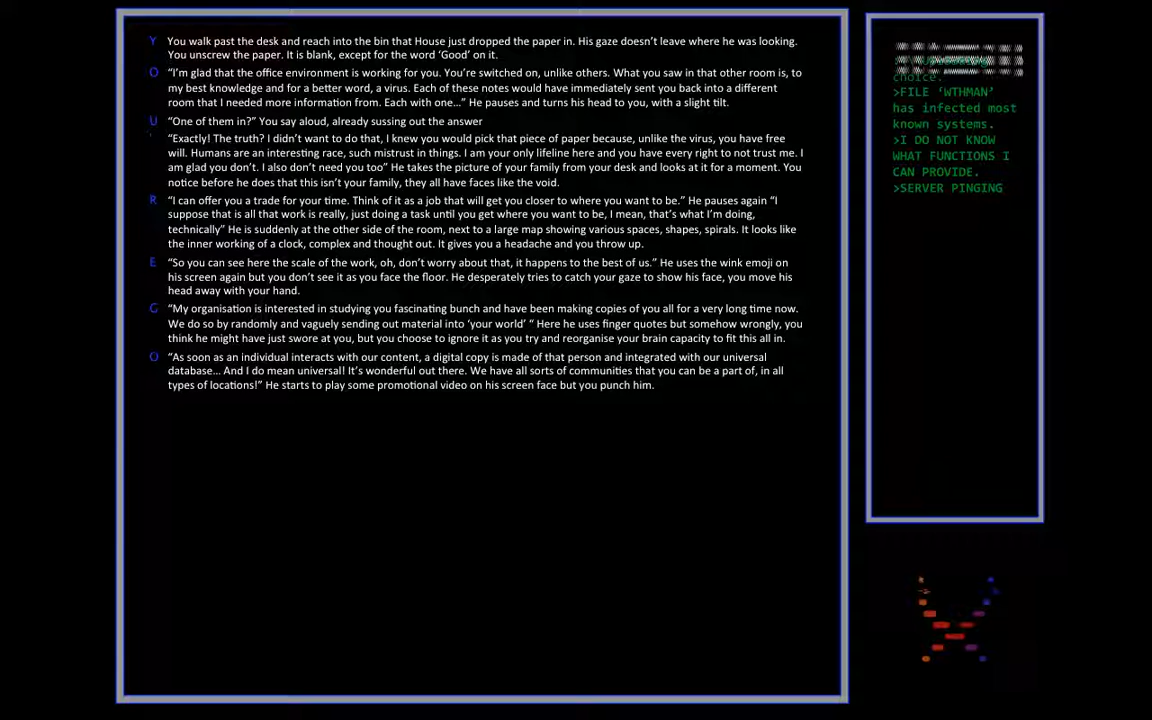 Y You walk past the desk and reach into the bin that House just dropped the paper in. His gaze doesn’t leave where he was looking.
You unscrew the paper. It is blank, except for the word ‘Good’ on it.
O “I’m glad that the office environment is working for you. You’re switched on, unlike others. What you saw in that other room is, to
my best knowledge and for a better word, a virus. Each of these notes would have immediately sent you back into a different
room that I needed more information from. Each with one…” He pauses and turns his head to you, with a slight tilt.
U “One of them in?” You say aloud, already sussing out the answer
' “Exactly! The truth? I didn’t want to do that, I knew you would pick that piece of paper because, unlike the virus, you have free
will. Humans are an interesting race, such mistrust in things. I am your only lifeline here and you have every right to not trust me. I
am glad you don’t. I also don’t need you too” He takes the picture of your family from your desk and looks at it for a moment. You
notice before he does that this isn’t your family, they all have faces like the void.
R “I can offer you a trade for your time. Think of it as a job that will get you closer to where you want to be.” He pauses again “I
suppose that is all that work is really, just doing a task until you get where you want to be, I mean, that’s what I’m doing,
technically” He is suddenly at the other side of the room, next to a large map showing various spaces, shapes, spirals. It looks like
the inner working of a clock, complex and thought out. It gives you a headache and you throw up.
E “So you can see here the scale of the work, oh, don’t worry about that, it happens to the best of us.” He uses the wink emoji on
his screen again but you don’t see it as you face the floor. He desperately tries to catch your gaze to show his face, you move his
head away with your hand.
G “My organisation is interested in studying you fascinating bunch and have been making copies of you all for a very long time now.
We do so by randomly and vaguely sending out material into ‘your world’ “ Here he uses finger quotes but somehow wrongly, you
think he might have just swore at you, but you choose to ignore it as you try and reorganise your brain capacity to fit this all in.
O “As soon as an individual interacts with our content, a digital copy is made of that person and integrated with our universal
database… And I do mean universal! It’s wonderful out there. We have all sorts of communities that you can be a part of, in all
types of locations!” He starts to play some promotional video on his screen face but you punch him.
choice.
>FILE ‘WTHMAN’
has infected most
known systems.
>I DO NOT KNOW
WHAT FUNCTIONS I
CAN PROVIDE.
>SERVER PINGING